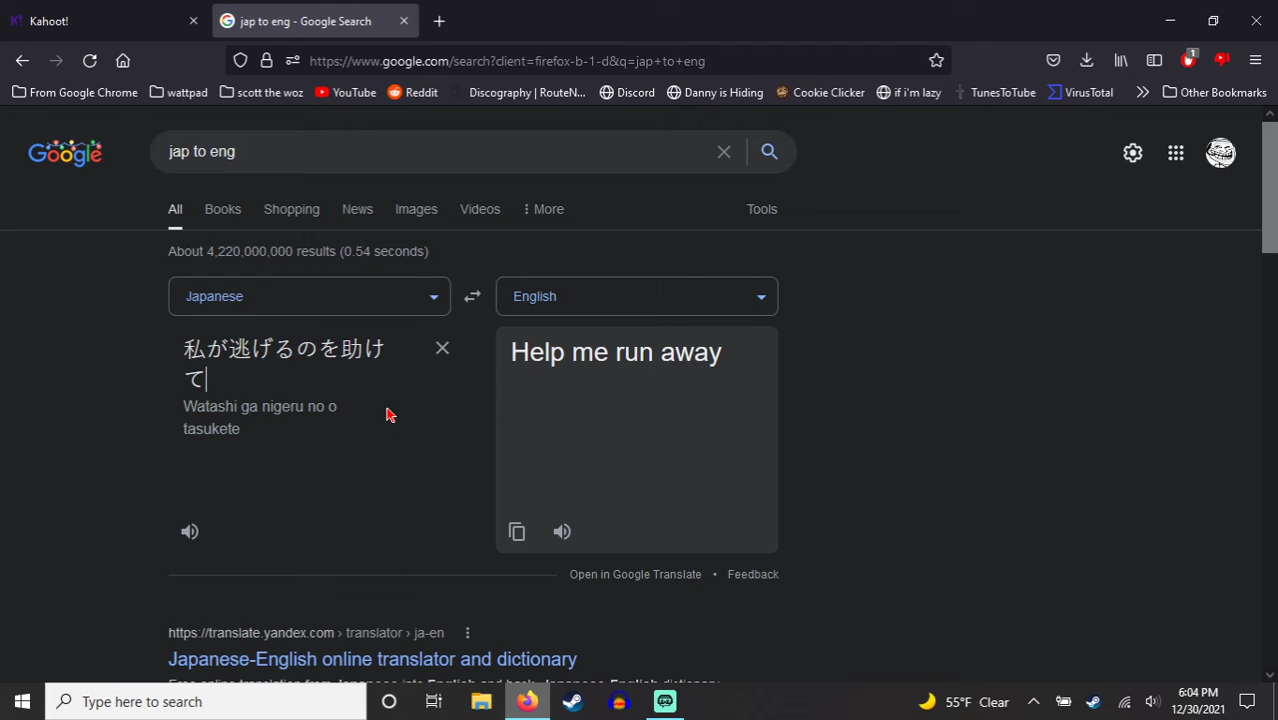 Kahoot!
jap to eng - Google Search
https://www.google.com/search?client=firefox-b-1-d&q=jap+to+eng
1
From Google Chrome
wattpad
scott the woz
YouTube
Reddit
Discography | RouteN...
Discord
Danny is Hiding
Cookie Clicker
if i'm lazy
TunesToTube
VirusTotal
Other Bookmarks
Google
jap to eng
All
Books
Shopping
News
Images
Videos
More
Tools
About 4,220,000,000 results (0.54 seconds)
Japanese
English
私が逃げるのを助け
て
Watashi ga nigeru no o
tasukete
Help me run away
Open in Google Translate • Feedback
https://translate.yandex.com › translator › ja-en
Japanese-English online translator and dictionary
Type here to search
55°F Clear
6:04 PM
12/30/2021